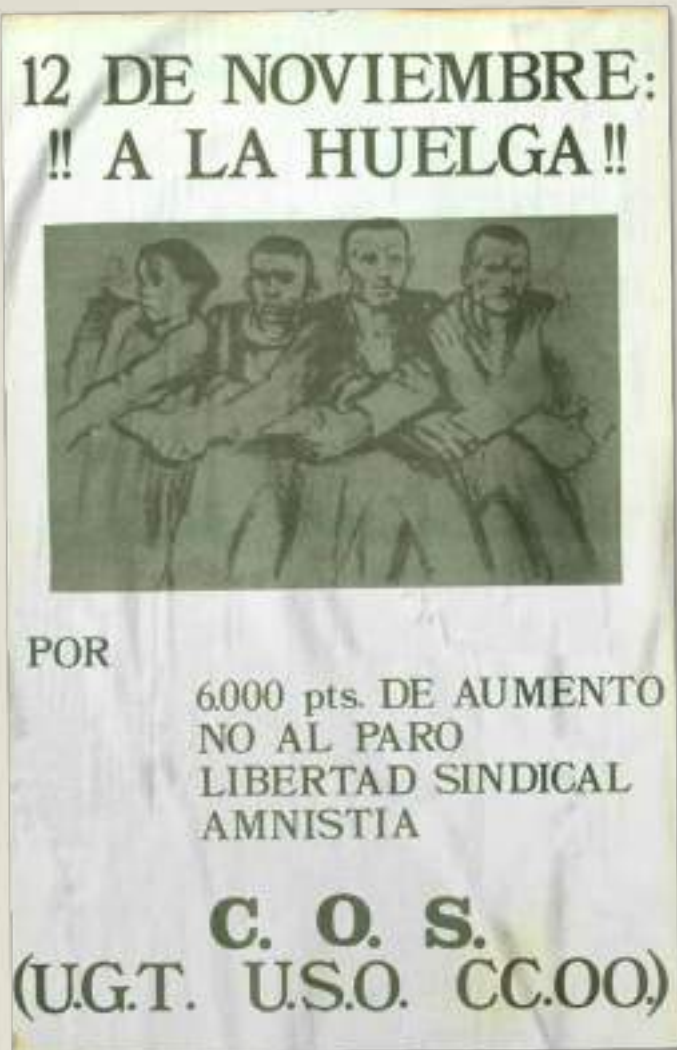 12 DE NOVIEMBRE:
!! A LA HUELGA !!
POR
6.000 pts. DE AUMENTO
NO AL PARO
LIBERTAD SINDICAL
AMNISTIA
C. O. S.
(U.G.T. U.S.O. CC.OO.)